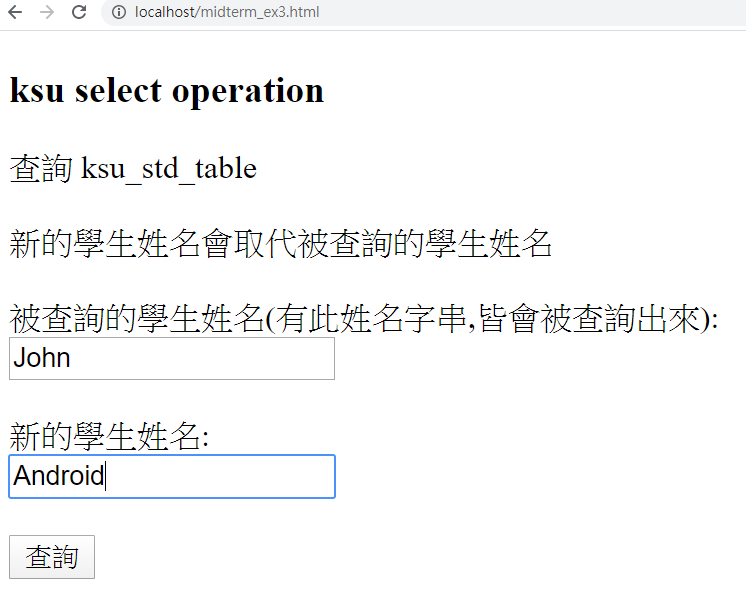 localhost/midterm_ex3.html
ksu select operation
查詢 ksu_std_table
新的學生姓名會取代被查詢的學生姓名
被查詢的學生姓名(有此姓名字串,皆會被查詢出來):
John
新的學生姓名:
Android
查詢